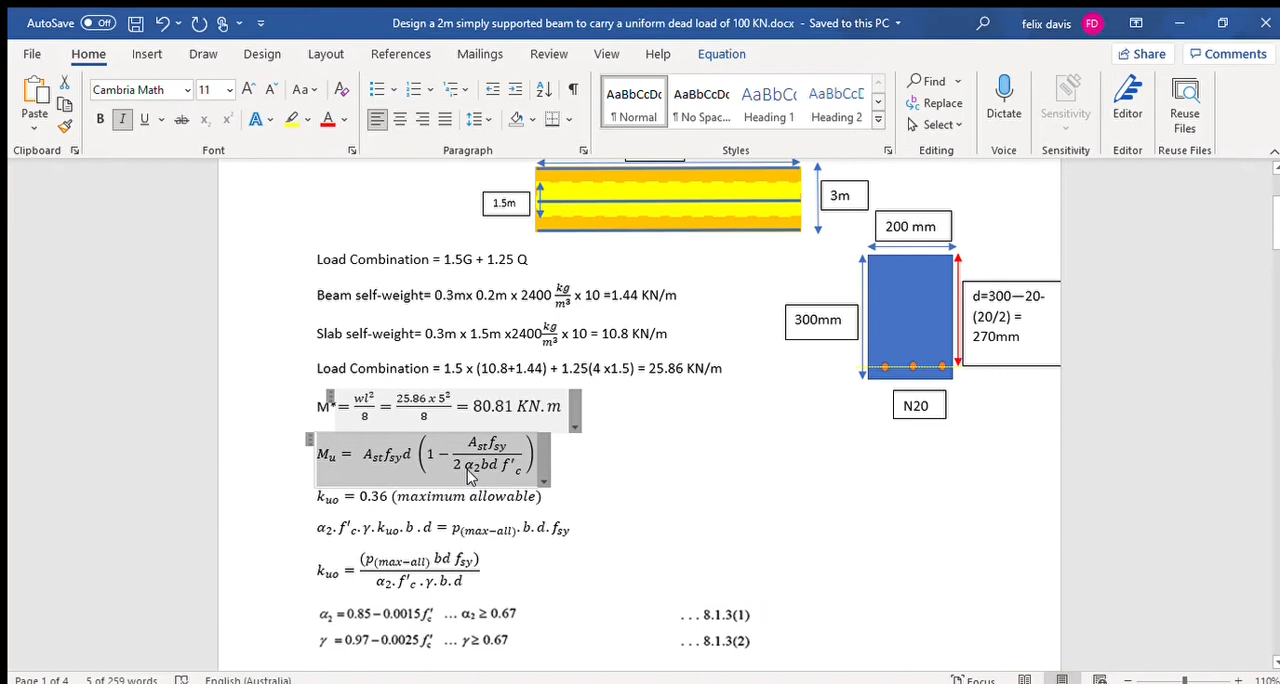 AutoSave Off Design a 2m simply supported beam to carry a uniform dead load of 100 KN.docx - Saved to this PC felix davis FD
File Home Insert Draw Design Layout References Mailings Review View Help Equation Share Comments
Paste Cambria Math 11 Aa AaBbCcDc AaBbCcDc AaBbCc AaBbCcD Find Replace Select Dictate Sensitivity Editor Reuse Files
B I U ab x₂ x² A A ¶ Normal ¶ No Spac... Heading 1 Heading 2
Clipboard Font Paragraph Styles Editing Voice Sensitivity Editor Reuse Files
1.5m
3m
200 mm
Load Combination = 1.5G + 1.25 Q
Beam self-weight= 0.3mx 0.2m x 2400 kg/m³ x 10 =1.44 KN/m
300mm
d=300—20-
(20/2) =
270mm
Slab self-weight= 0.3m x 1.5m x2400 kg/m³ x 10 = 10.8 KN/m
Load Combination = 1.5 x (10.8+1.44) + 1.25(4 x1.5) = 25.86 KN/m
N20
M* = wl²/8 = 25.86 x 5²/8 = 80.81 KN.m
Mu = Ast fsy d (1 − Ast fsy / 2 α₂bd f'c)
kuo = 0.36 (maximum allowable)
α₂.f'c.γ.kuo.b .d = p(max−all).b.d.fsy
kuo = (p(max−all) bd fsy) / α₂.f'c.γ.b.d
α₂ =0.85−0.0015f'c ... α₂ ≥ 0.67 ...8.1.3(1)
γ =0.97−0.0025f'c ... γ ≥ 0.67 ...8.1.3(2)
Page 1 of 4 5 of 259 words English (Australia) Focus 110%